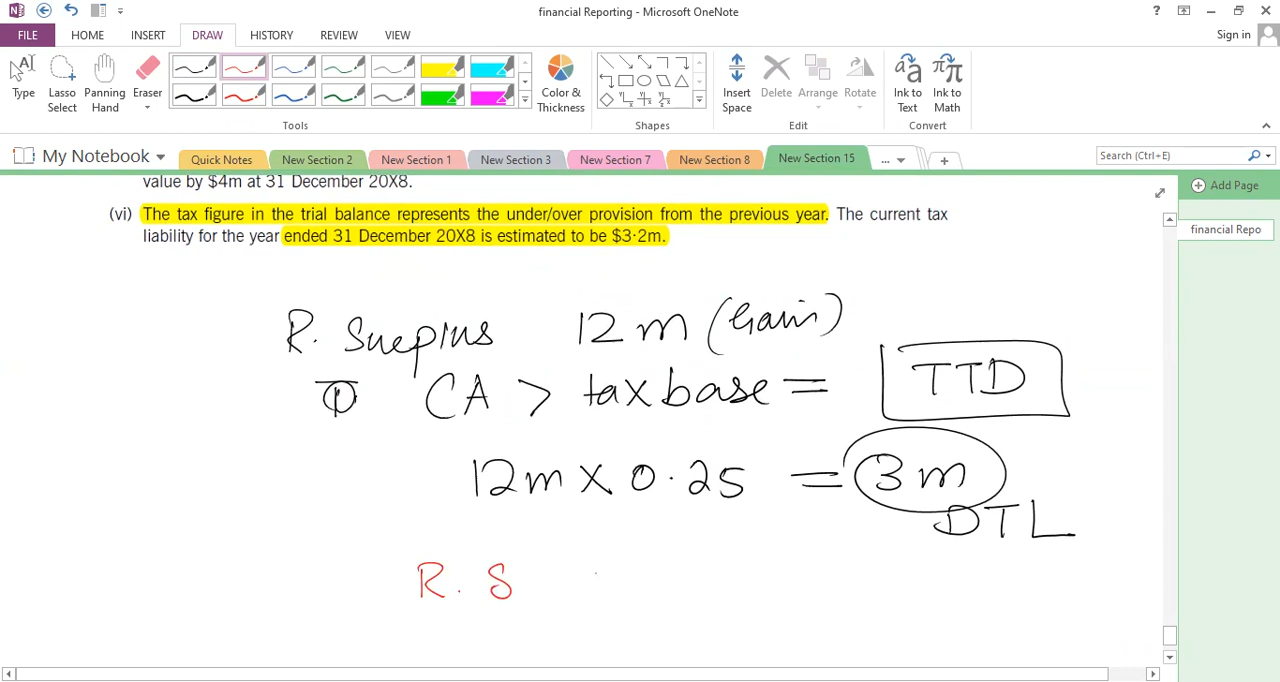 financial Reporting - Microsoft OneNote
FILE HOME INSERT DRAW HISTORY REVIEW VIEW
Sign in
Type
Lasso Select
Panning Hand
Eraser
Color & Thickness
Insert Space
Delete
Arrange
Rotate
Ink to Text
Ink to Math
Tools
Shapes
Edit
Convert
My Notebook
Quick Notes
New Section 2
New Section 1
New Section 3
New Section 7
New Section 8
New Section 15
...
Search (Ctrl+E)
Add Page
financial Repo
value by $4m at 31 December 20X8.
(vi) The tax figure in the trial balance represents the under/over provision from the previous year. The current tax
liability for the year ended 31 December 20X8 is estimated to be $3·2m.
R. Surplus 12 m (Gain)
CA > tax base = TTD
12m X 0.25 = 3 m
DTL
R. S